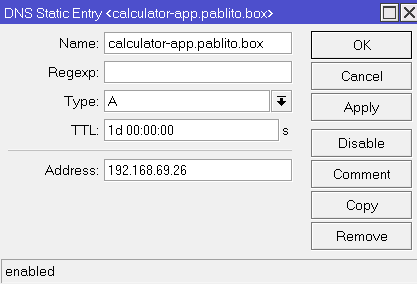 DNS Static Entry <calculator-app.pablito.box>
Name: calculator-app.pablito.box
OK
Regexp:
Cancel
Type: A
Apply
TTL: 1d 00:00:00 s
Disable
Address: 192.168.69.26
Comment
Copy
Remove
enabled